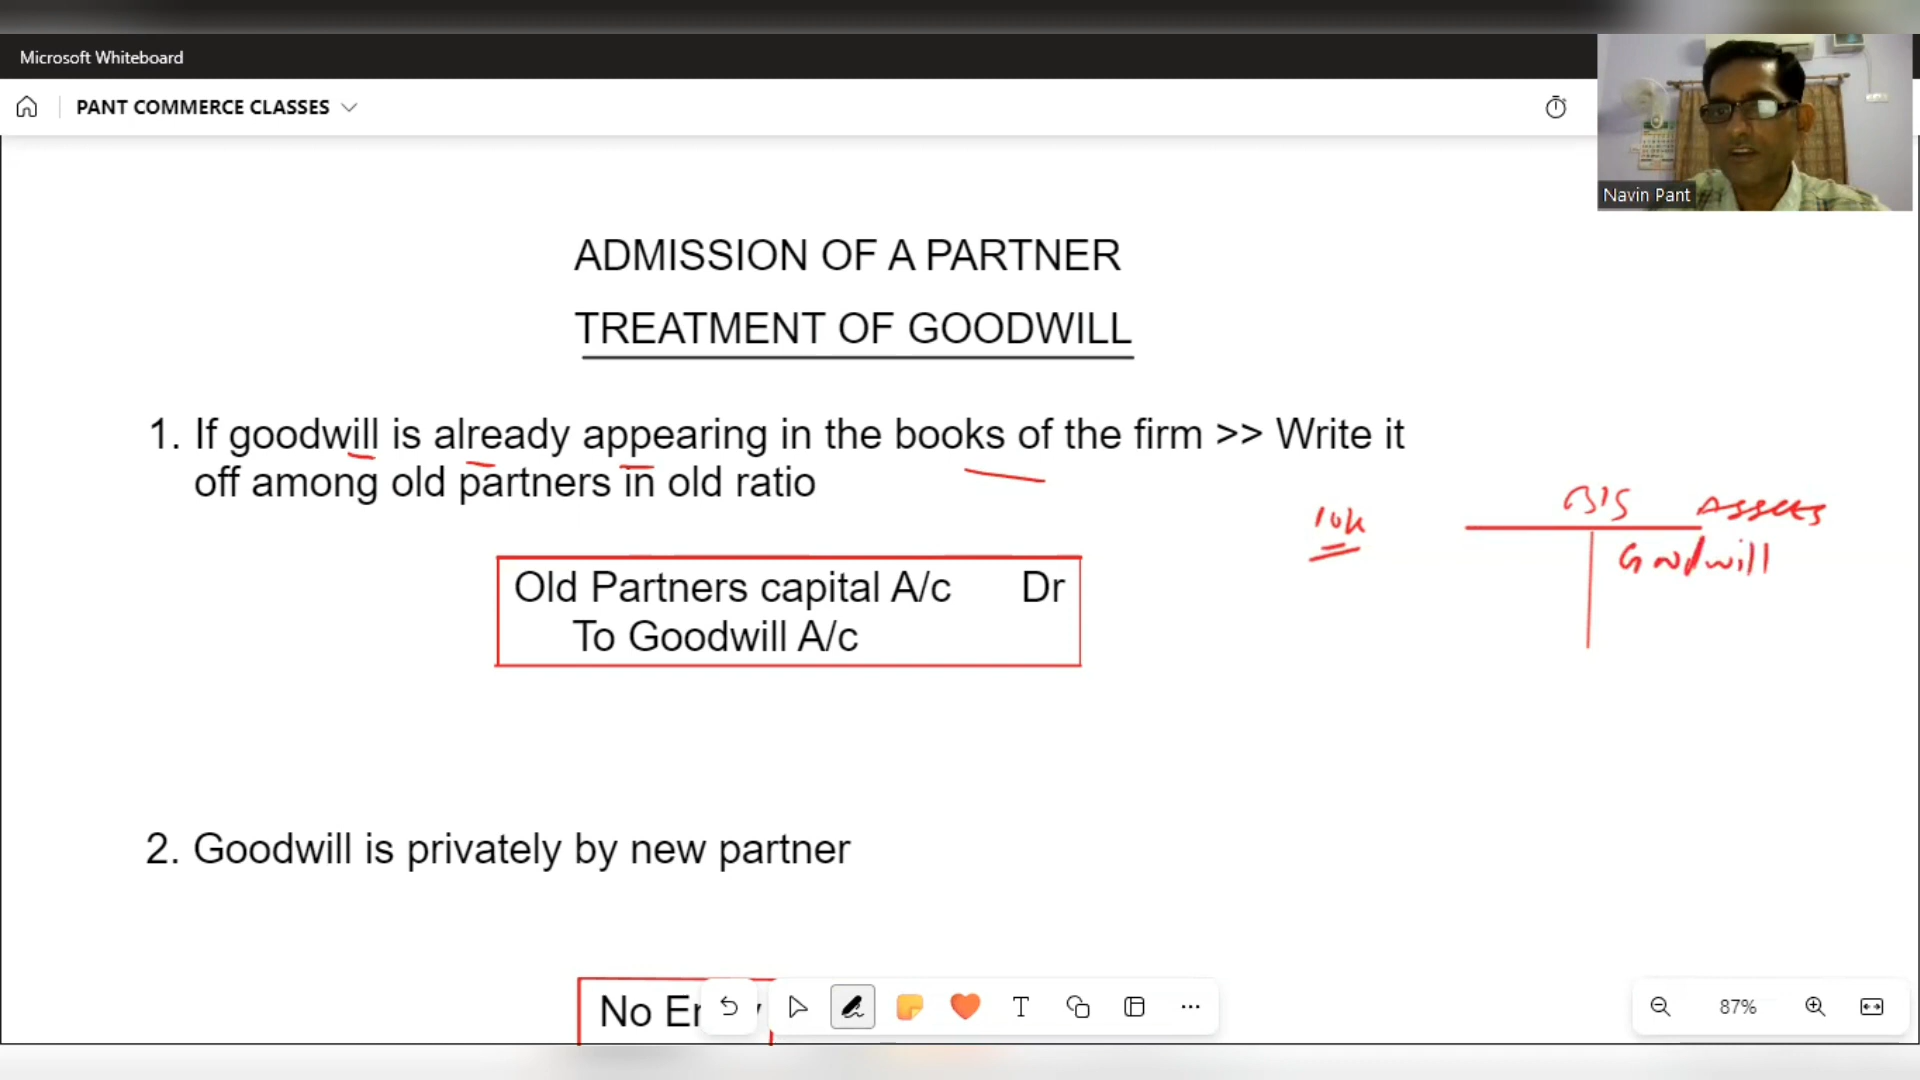 Microsoft Whiteboard
PANT COMMERCE CLASSES
Navin Pant
ADMISSION OF A PARTNER
TREATMENT OF GOODWILL
1. If goodwill is already appearing in the books of the firm >> Write it
off among old partners in old ratio
10k
B/S Assets
Goodwill
Old Partners capital A/c Dr
To Goodwill A/c
2. Goodwill is privately by new partner
No
87%